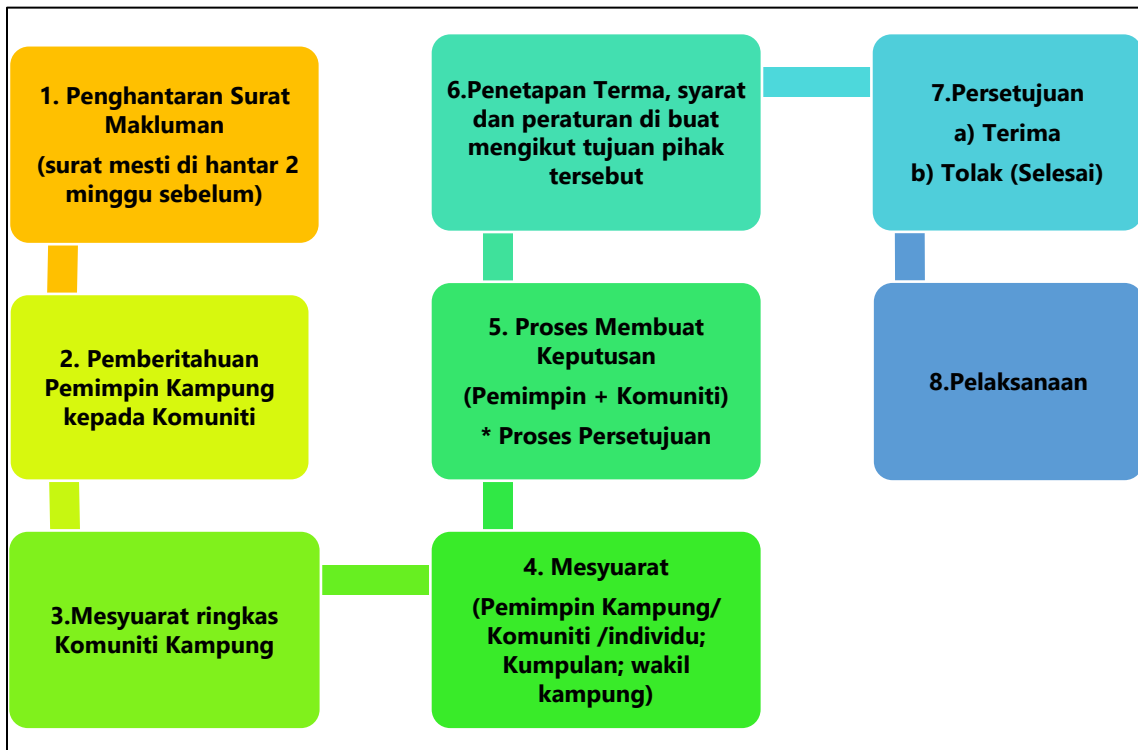 1. Penghantaran Surat
Makluman
(surat mesti di hantar 2
minggu sebelum)
2. Pemberitahuan
Pemimpin Kampung
kepada Komuniti
3.Mesyuarat ringkas
Komuniti Kampung
4. Mesyuarat
(Pemimpin Kampung/
Komuniti /individu;
Kumpulan; wakil
kampung)
5. Proses Membuat
Keputusan
(Pemimpin + Komuniti)
* Proses Persetujuan
6.Penetapan Terma, syarat
dan peraturan di buat
mengikut tujuan pihak
tersebut
7.Persetujuan
a) Terima
b) Tolak (Selesai)
8.Pelaksanaan